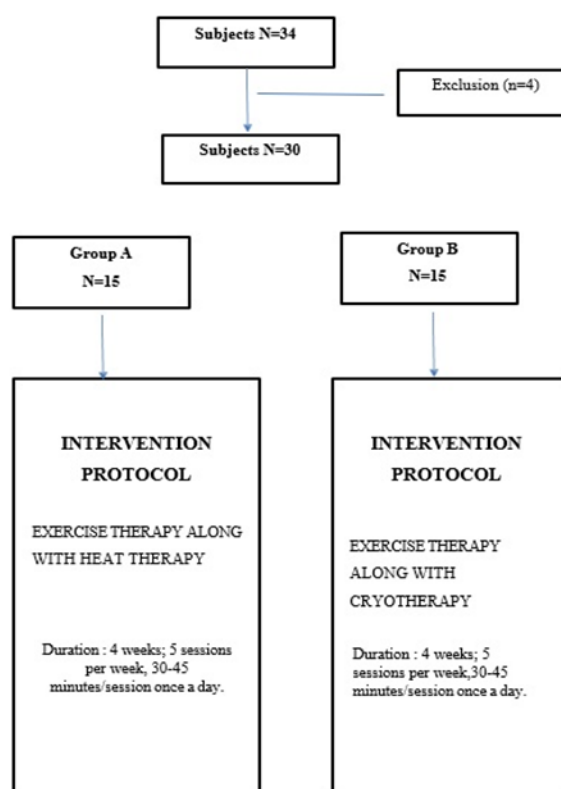 Subjects N=34
Exclusion (n=4)
Subjects N=30
Group A
N=15
Group B
N=15
INTERVENTION
PROTOCOL
EXERCISE THERAPY ALONG
WITH HEAT THERAPY
Duration : 4 weeks; 5 sessions
per week, 30-45
minutes/session once a day.
INTERVENTION
PROTOCOL
EXERCISE THERAPY
ALONG WITH
CRYOTHERAPY
Duration : 4 weeks; 5
sessions per week,30-45
minutes/session once a day.